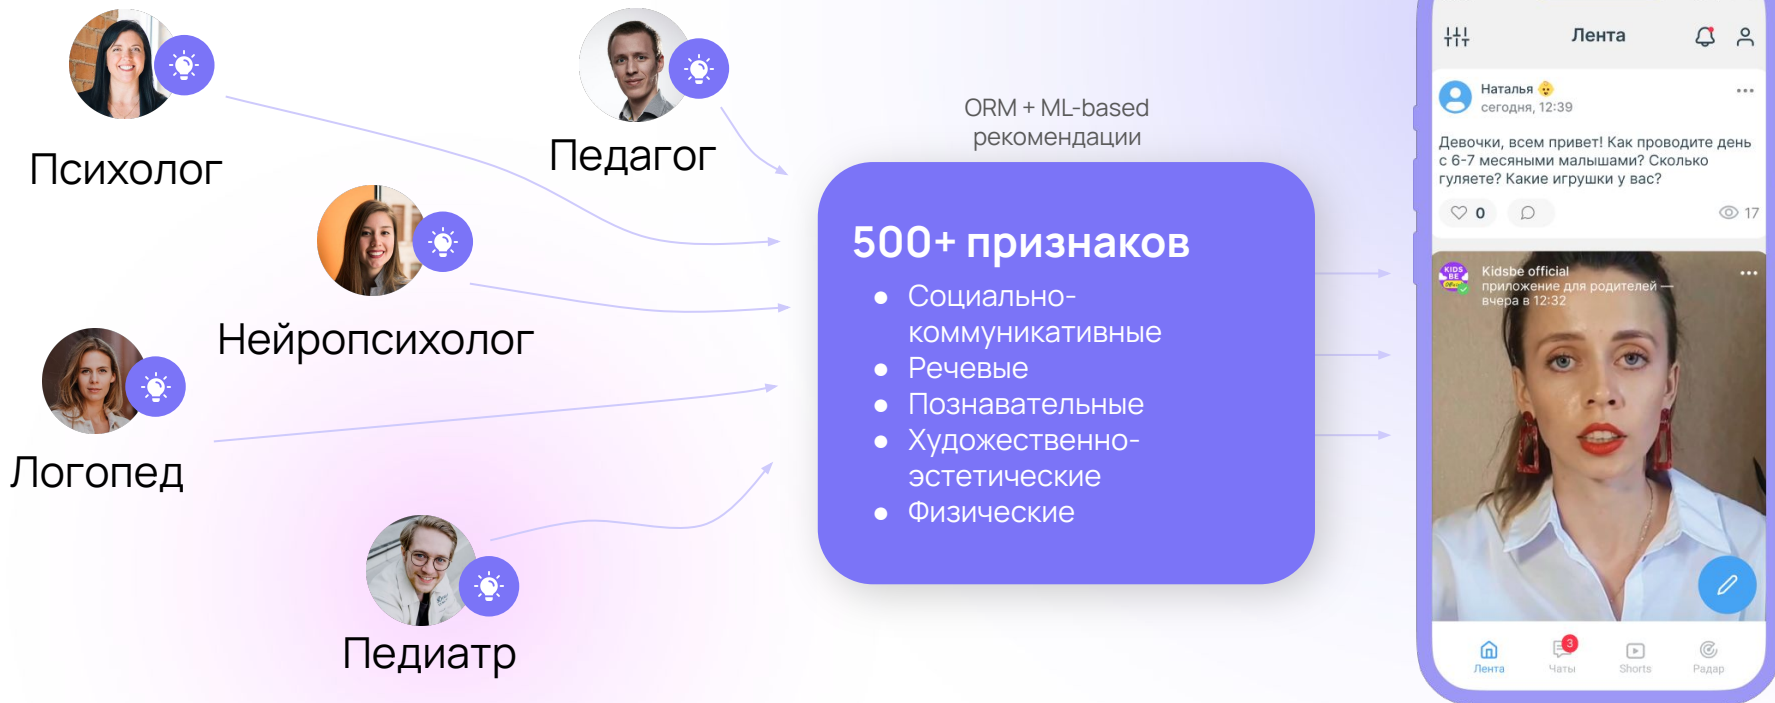 Психолог
Педагог
Нейропсихолог
Логопед
Педиатр
ORM + ML-based
рекомендации
500+ признаков
● Социально-
коммуникативные
● Речевые
● Познавательные
● Художественно-
эстетические
● Физические
Лента
Наталья 👶
сегодня, 12:39
Девочки, всем привет! Как проводите день
с 6-7 месяными малышами? Сколько
гуляете? Какие игрушки у вас?
0
17
KIDS
BE
Kidsbe official
приложение для родителей —
вчера в 12:32
3
Лента
Чаты
Shorts
Радар